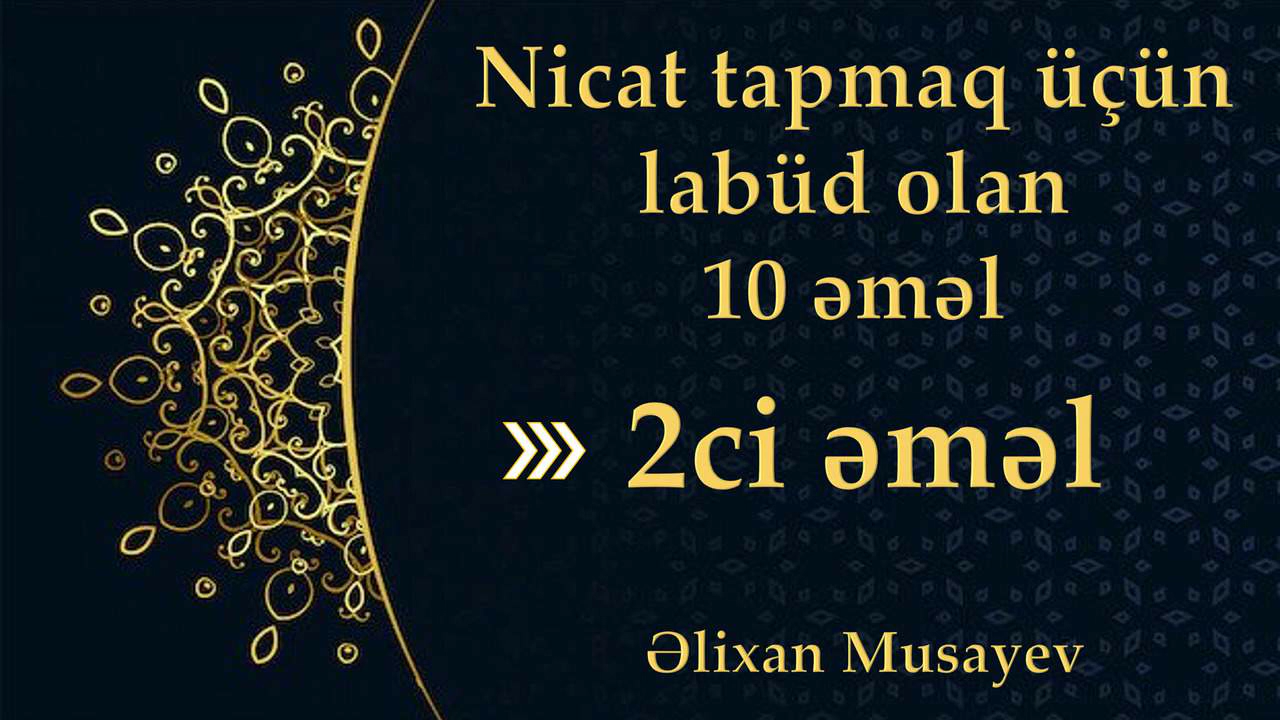 Nicat tapmaq üçün
labüd olan
10 əməl
2ci əməl
Əlixan Musayev